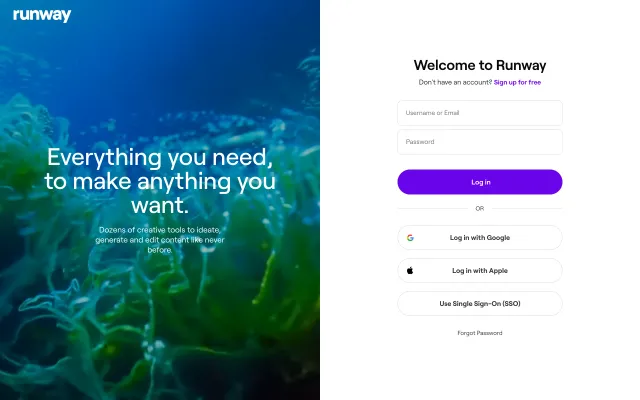 runway
Everything you need,
to make anything you
want.
Dozens of creative tools to ideate,
generate and edit content like never
before.
Welcome to Runway
Don't have an account? Sign up for free
Username or Email
Password
Log in
OR
Log in with Google
Log in with Apple
Use Single Sign-On (SSO)
Forgot Password